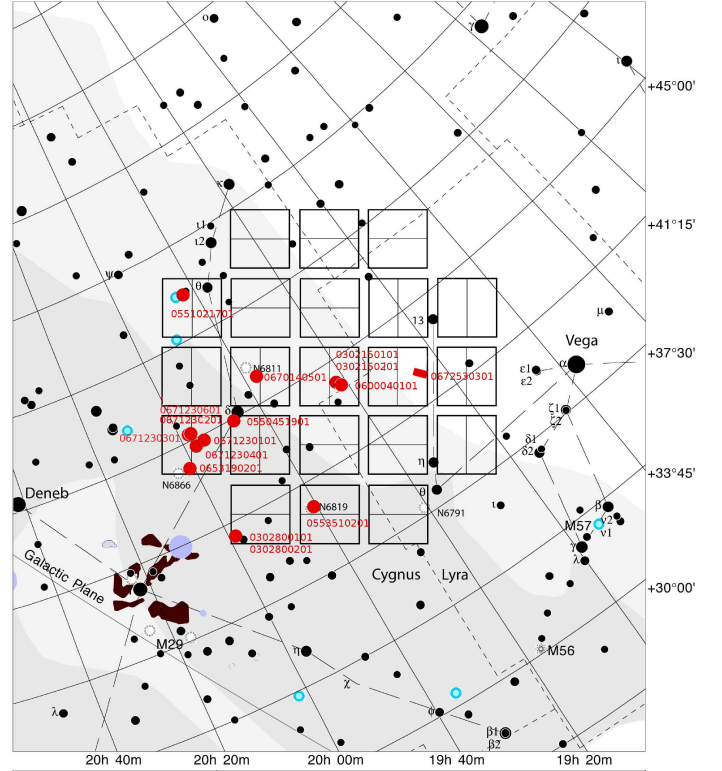 ο
γ
ι
+45°00'
κ
+41°15'
ι1
ι2
ψ
θ
0551021701
13
μ
Vega
+37°30'
0302150101
0302150201
N6811
0670140501
0600040101
0672530301
ε1
ε2
α
0671230601
δ
0550451901
ζ1
ζ2
0671230301
0671230101
0671230401
δ1
δ2
+33°45'
0653190201
N6866
η
θ
Deneb
N6819
0553510201
N6791
ι
β
M57
ν2
ν1
γ
λ
0302800101
0302800201
Galactic Plane
Cygnus
Lyra
+30°00'
γ
M29
η
M56
χ
λ
φ
β1
β2
20h 40m
20h 20m
20h 00m
19h 40m
19h 20m